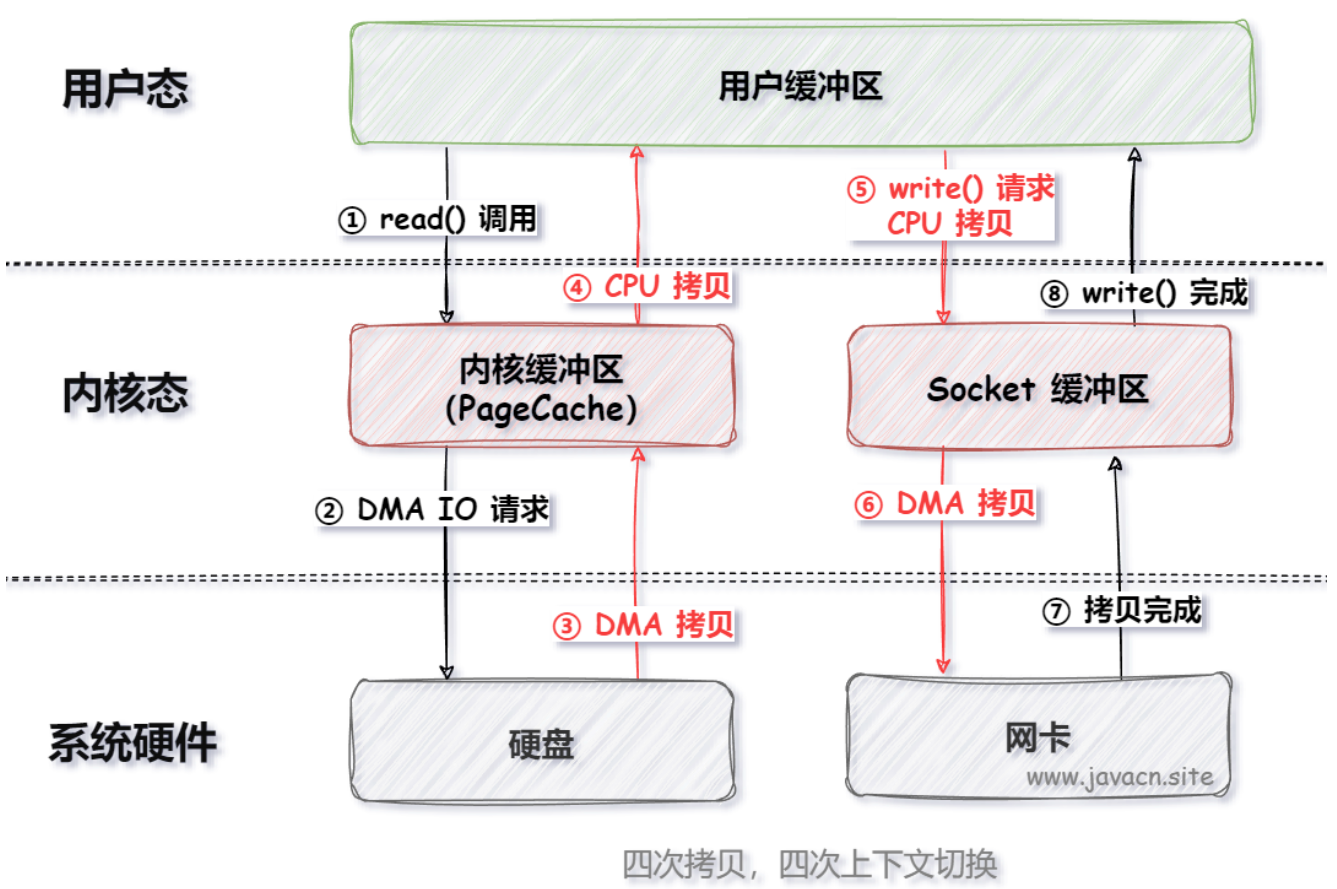 用户态
用户缓冲区
① read() 调用
④ CPU 拷贝
⑤ write() 请求
CPU 拷贝
⑧ write() 完成
内核态
内核缓冲区
(PageCache)
Socket 缓冲区
② DMA IO 请求
③ DMA 拷贝
⑥ DMA 拷贝
⑦ 拷贝完成
系统硬件
硬盘
网卡
www.javacn.site
四次拷贝，四次上下文切换